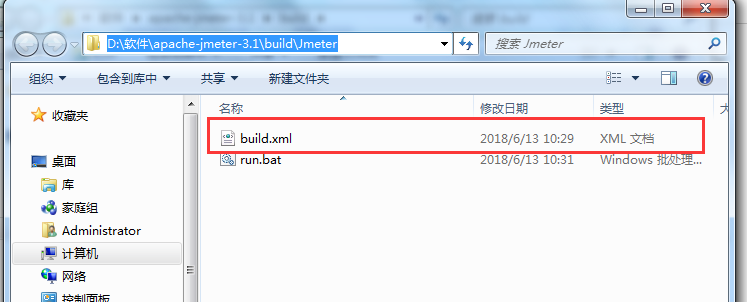 D:\软件\apache-jmeter-3.1\build\Jmeter
搜索 Jmeter
组织 包含到库中 共享 新建文件夹
名称 修改日期 类型
收藏夹
build.xml 2018/6/13 10:29 XML 文档
run.bat 2018/6/13 10:31 Windows 批处理...
桌面
库
家庭组
Administrator
计算机
网络
控制面板